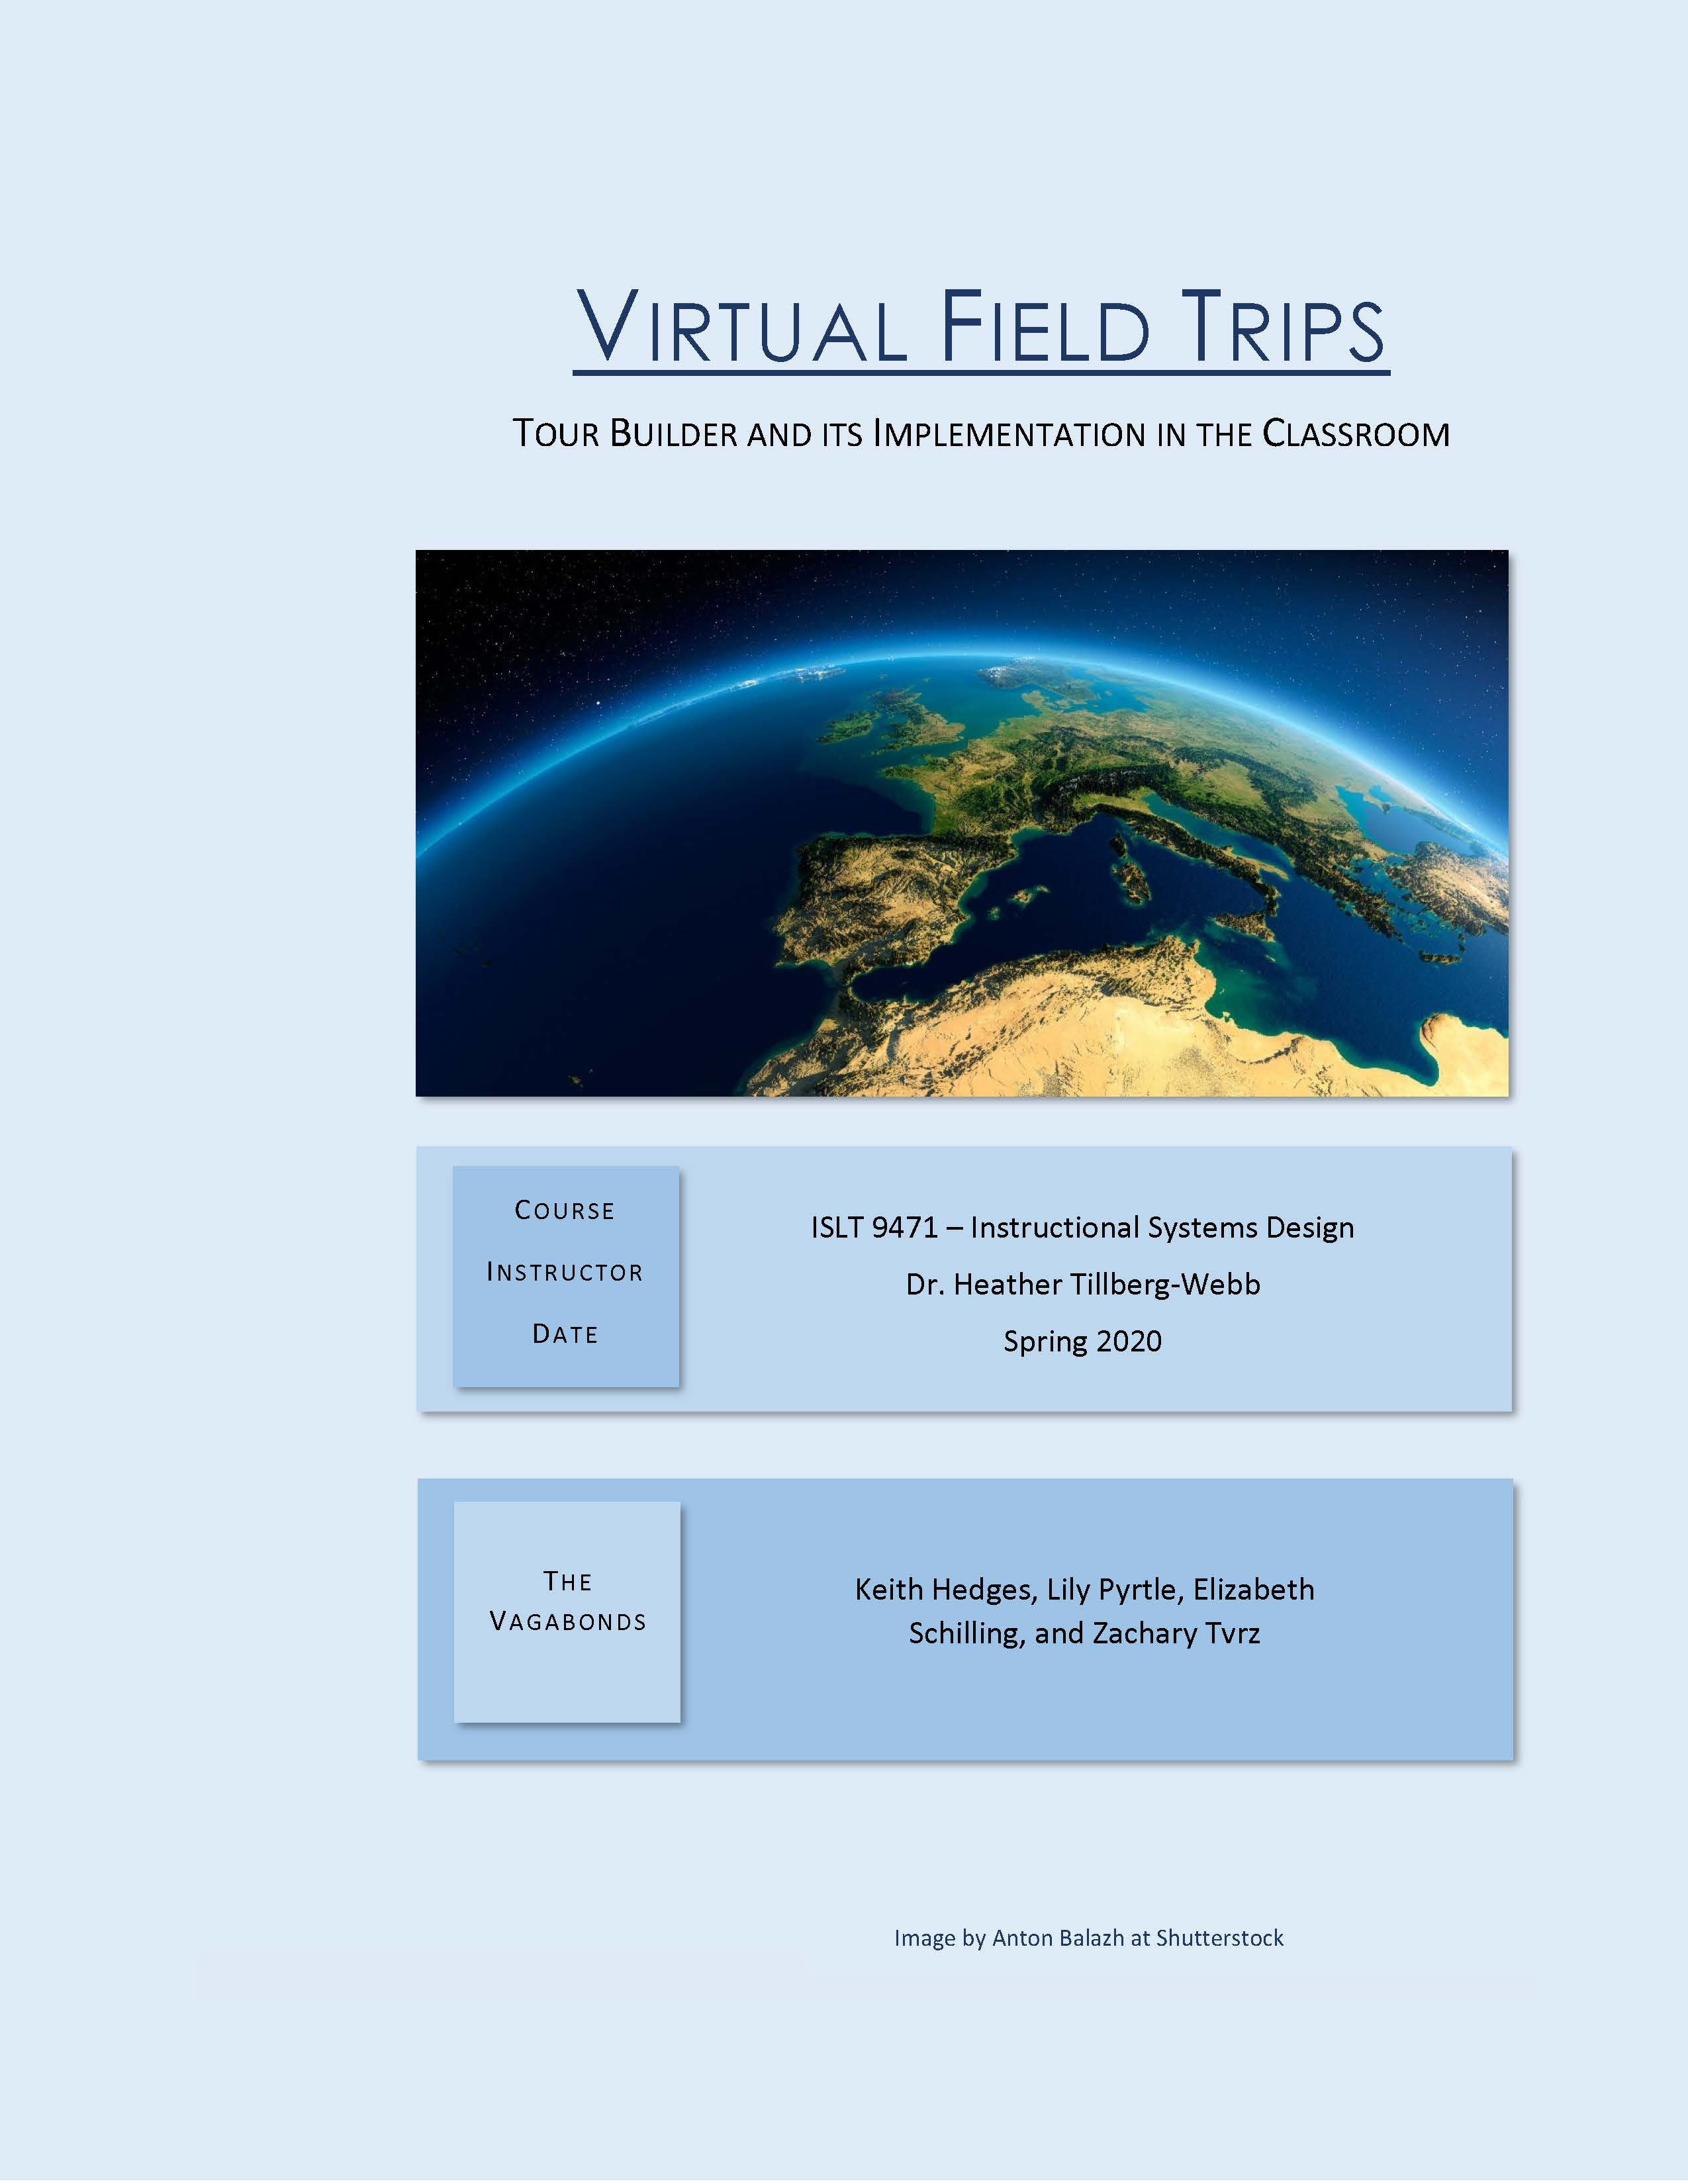 VIRTUAL FIELD TRIPS
TOUR BUILDER AND ITS IMPLEMENTATION IN THE CLASSROOM
COURSE
INSTRUCTOR
DATE
ISLT 9471 – Instructional Systems Design
Dr. Heather Tillberg-Webb
Spring 2020
THE
VAGABONDS
Keith Hedges, Lily Pyrtle, Elizabeth
Schilling, and Zachary Tvrz
Image by Anton Balazh at Shutterstock